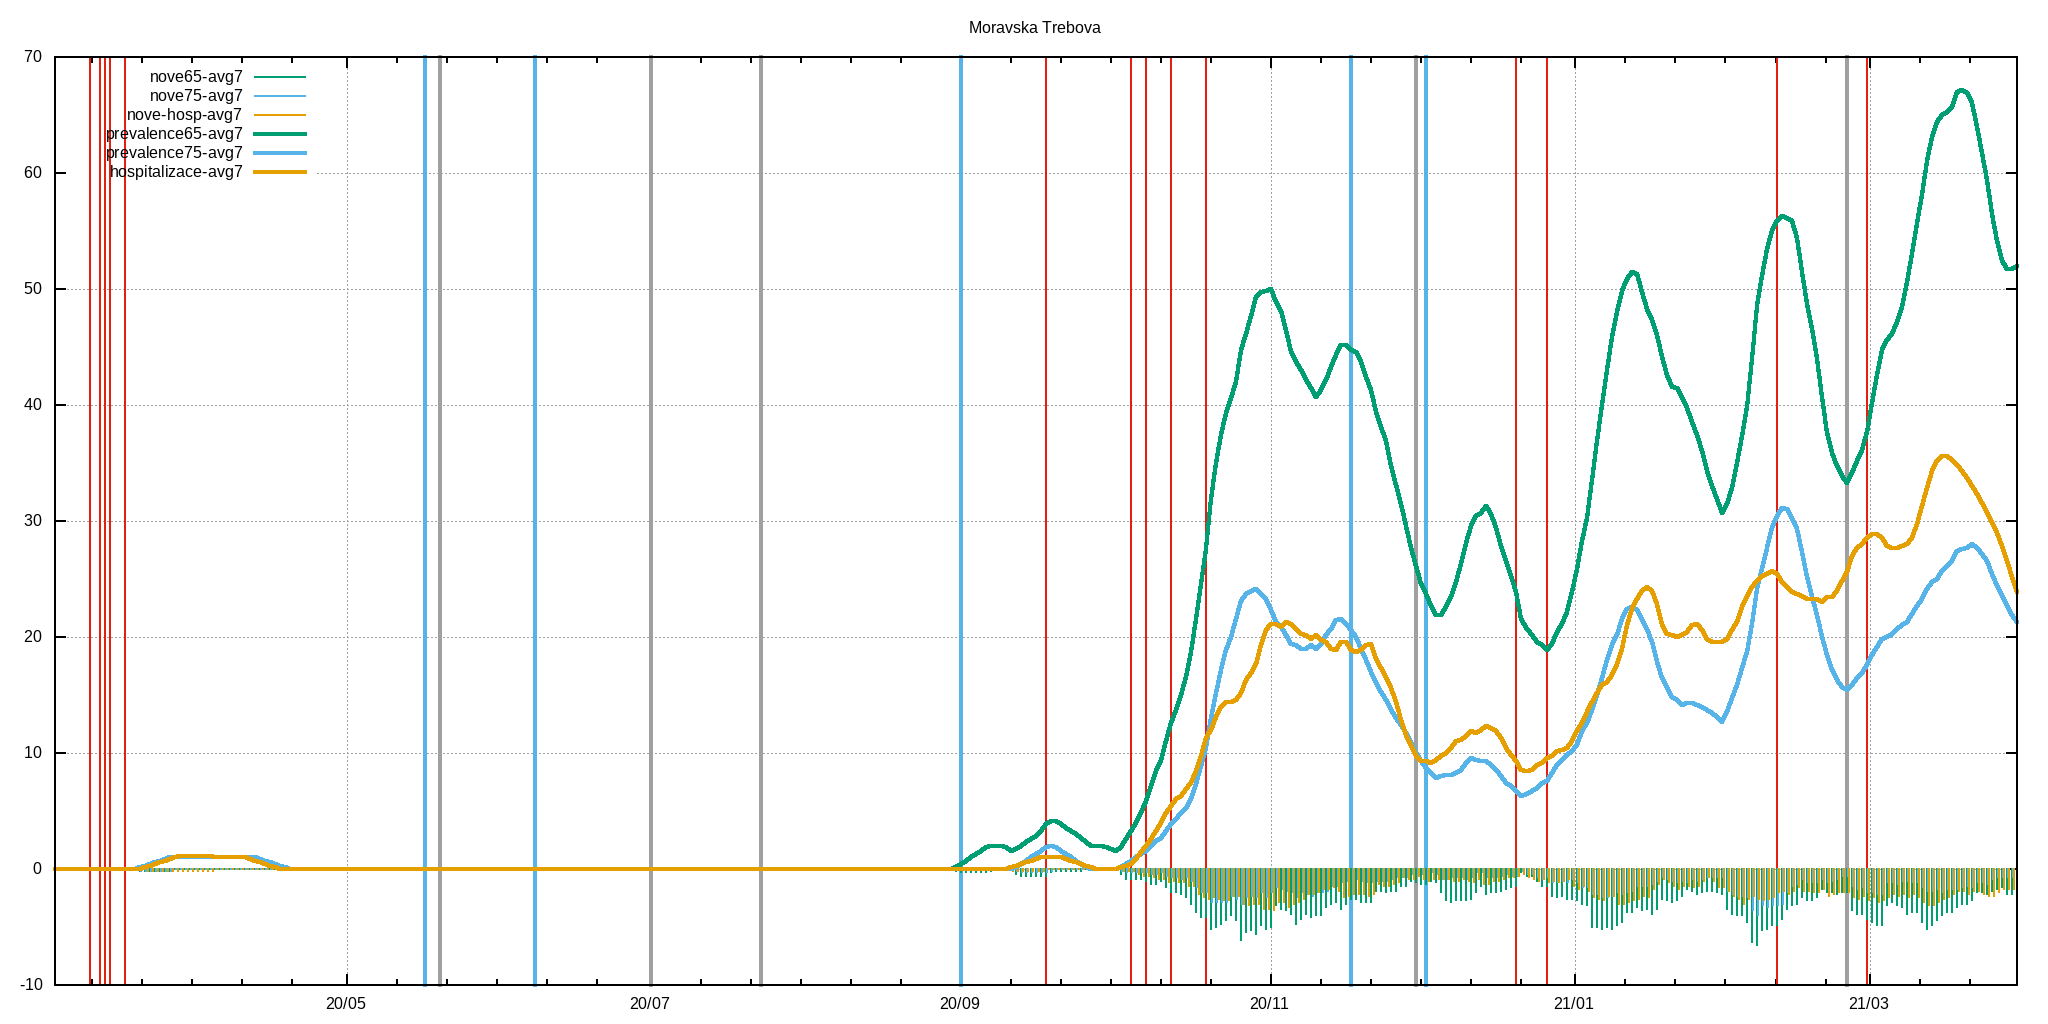 Moravska Trebova
70
nove65-avg7
nove75-avg7
nove-hosp-avg7
prevalence65-avg7
prevalence75-avg7
hospitalizace-avg7
60
50
40
30
20
10
0
-10
20/05 20/07 20/09 20/11 21/01 21/03